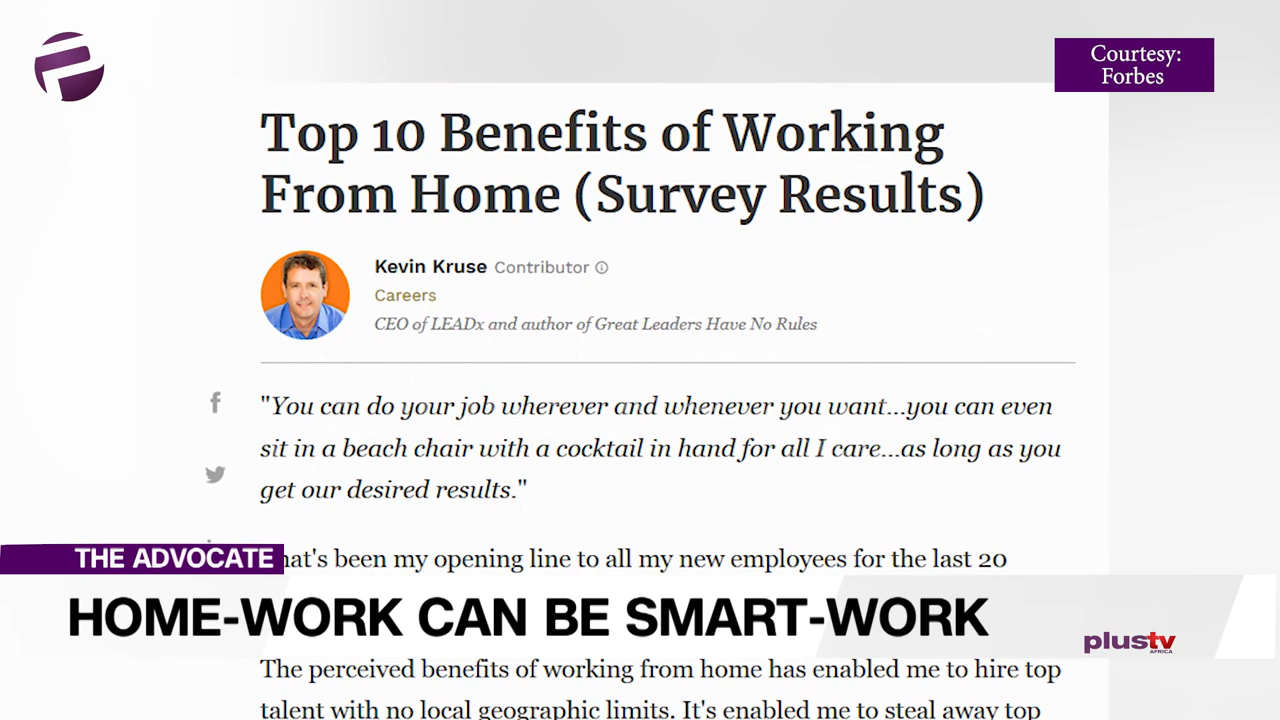 Courtesy:
Forbes
Top 10 Benefits of Working
From Home (Survey Results)
Kevin Kruse Contributor
Careers
CEO of LEADx and author of Great Leaders Have No Rules
"You can do your job wherever and whenever you want...you can even
sit in a beach chair with a cocktail in hand for all I care...as long as you
get our desired results."
THE ADVOCATE
been my opening line to all my new employees for the last 20
HOME-WORK CAN BE SMART-WORK
plustv
AFRICA
The perceived benefits of working from home has enabled me to hire top
talent with no local geographic limits. It's enabled me to steal away top